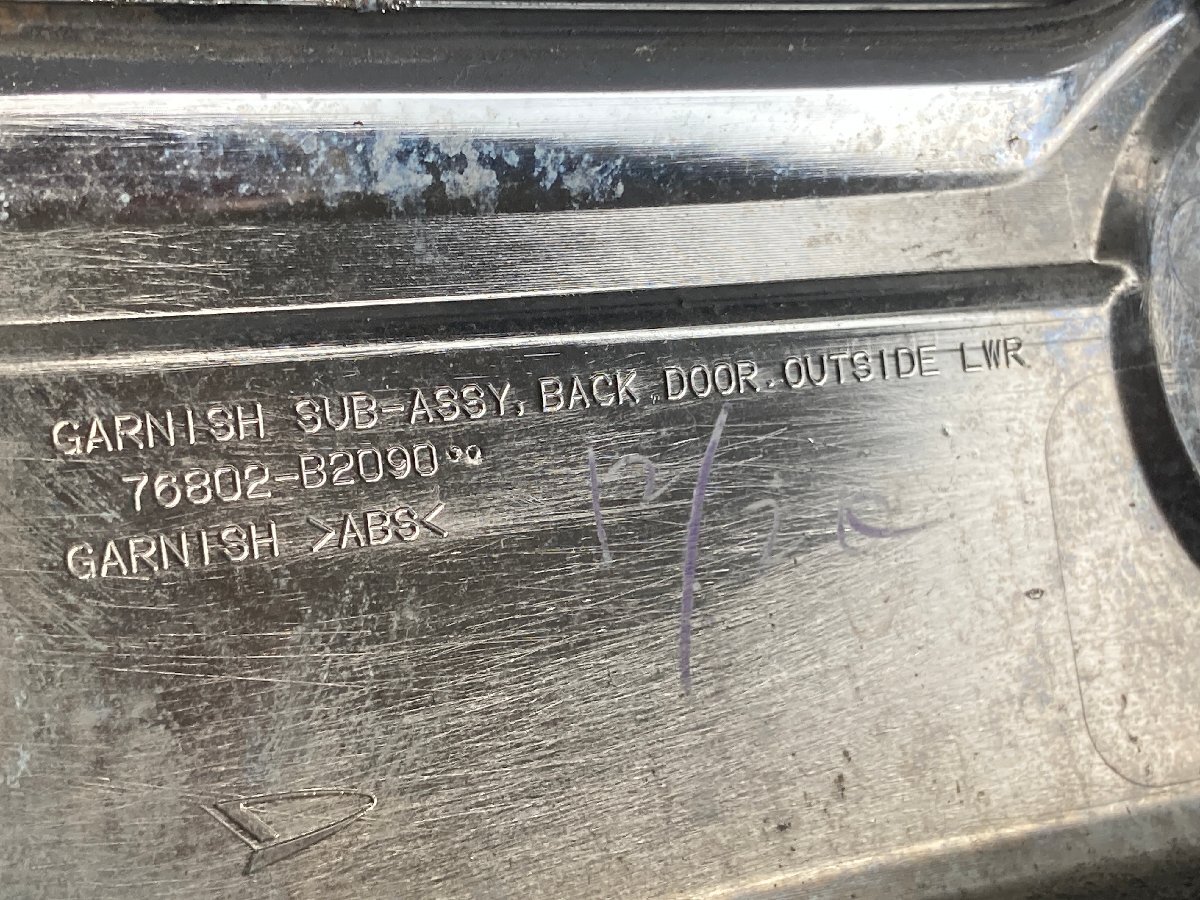 GARNISH SUB-ASSY, BACK DOOR. OUTSIDE LWR
76802-B2090
GARNISH >ABS<